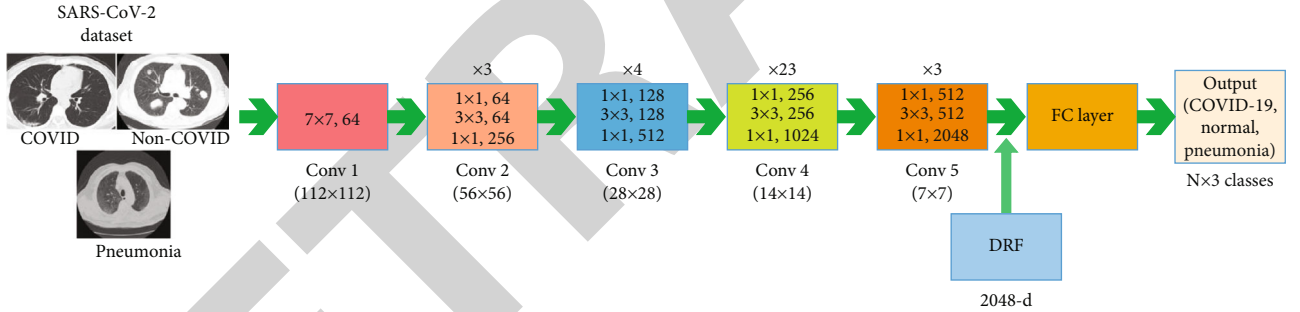 SARS-CoV-2
dataset
COVID
Non-COVID
Pneumonia
7×7, 64
Conv 1
(112×112)
×3
1×1, 64
3×3, 64
1×1, 256
Conv 2
(56×56)
×4
1×1, 128
3×3, 128
1×1, 512
Conv 3
(28×28)
×23
1×1, 256
3×3, 256
1×1, 1024
Conv 4
(14×14)
×3
1×1, 512
3×3, 512
1×1, 2048
Conv 5
(7×7)
DRF
2048-d
FC layer
Output
(COVID-19,
normal,
pneumonia)
N×3 classes